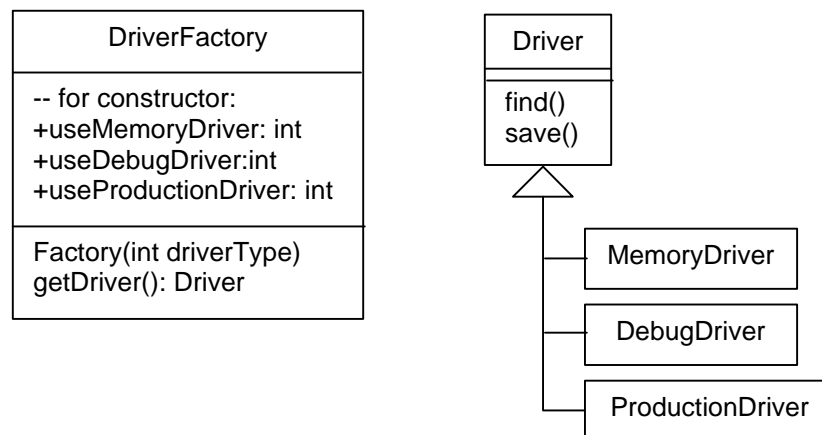 DriverFactory
-- for constructor:
+useMemoryDriver: int
+useDebugDriver:int
+useProductionDriver: int
Factory(int driverType)
getDriver(): Driver
Driver
find()
save()
MemoryDriver
DebugDriver
ProductionDriver